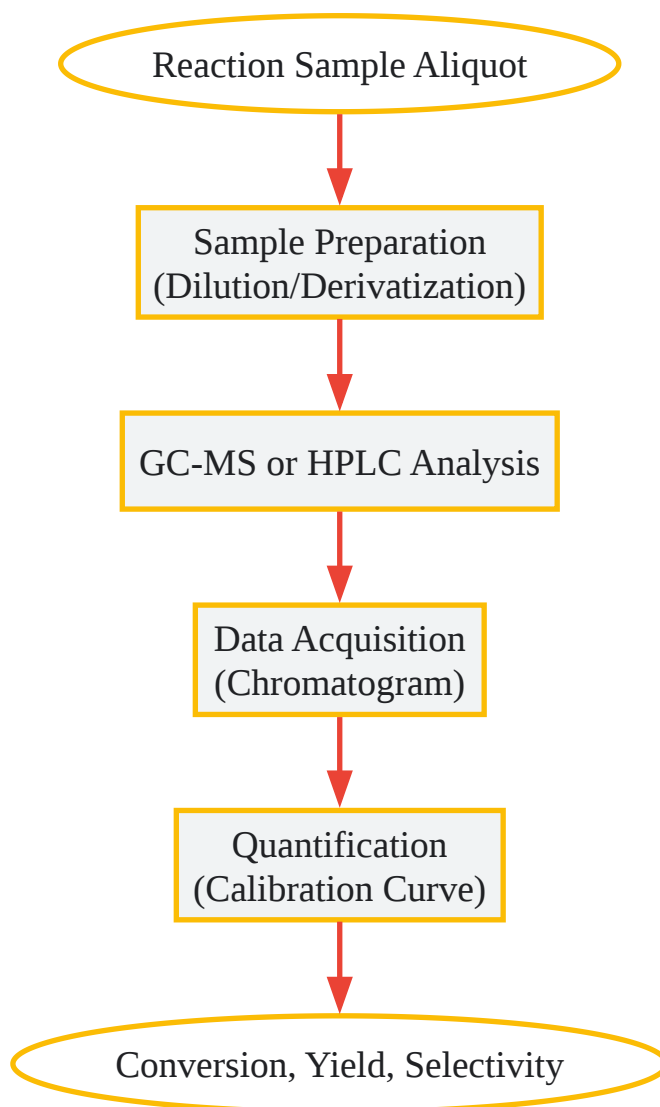 Reaction Sample Aliquot
Sample Preparation
(Dilution/Derivatization)
GC-MS or HPLC Analysis
Data Acquisition
(Chromatogram)
Quantification
(Calibration Curve)
Conversion, Yield, Selectivity